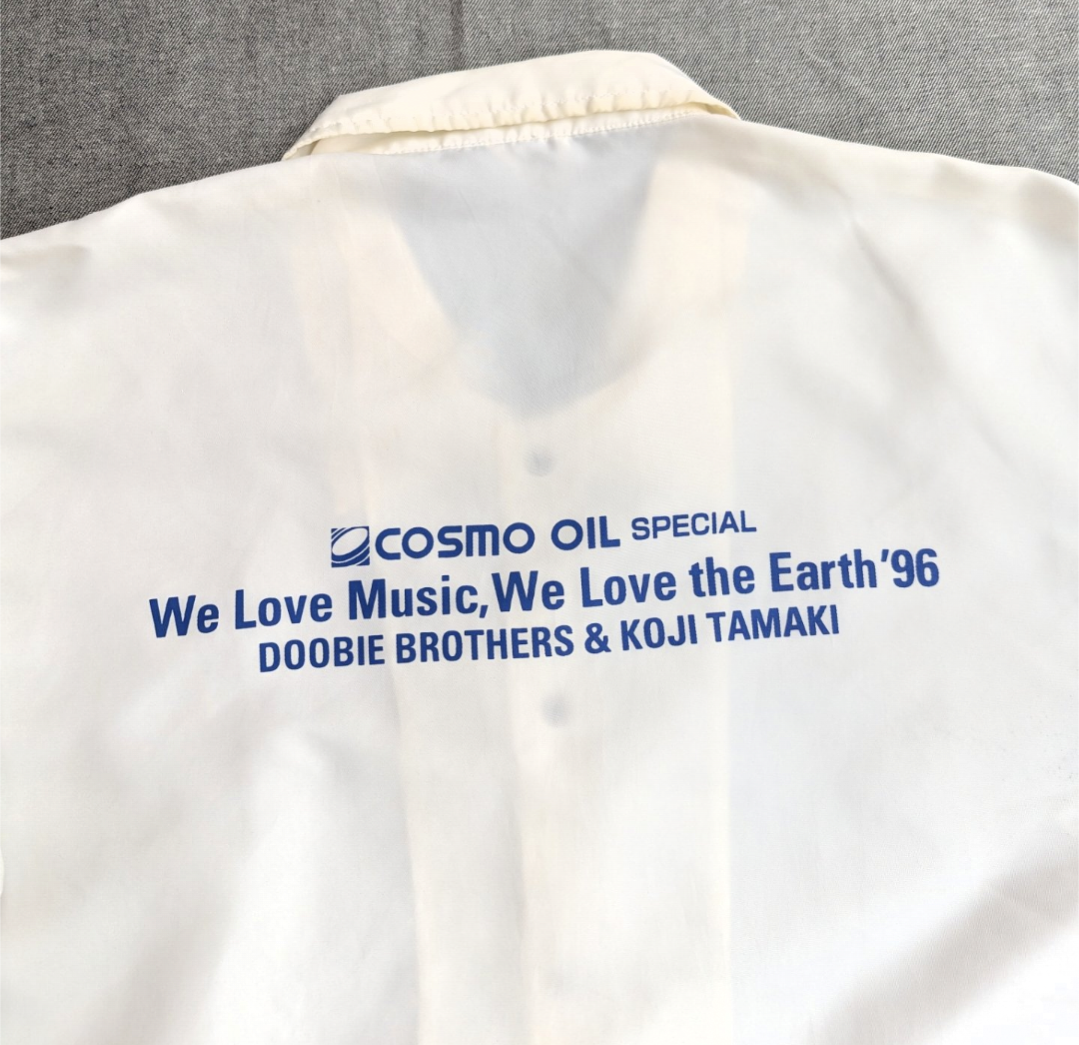 COSMO OIL SPECIAL
We Love Music, We Love the Earth '96
DOOBIE BROTHERS & KOJI TAMAKI